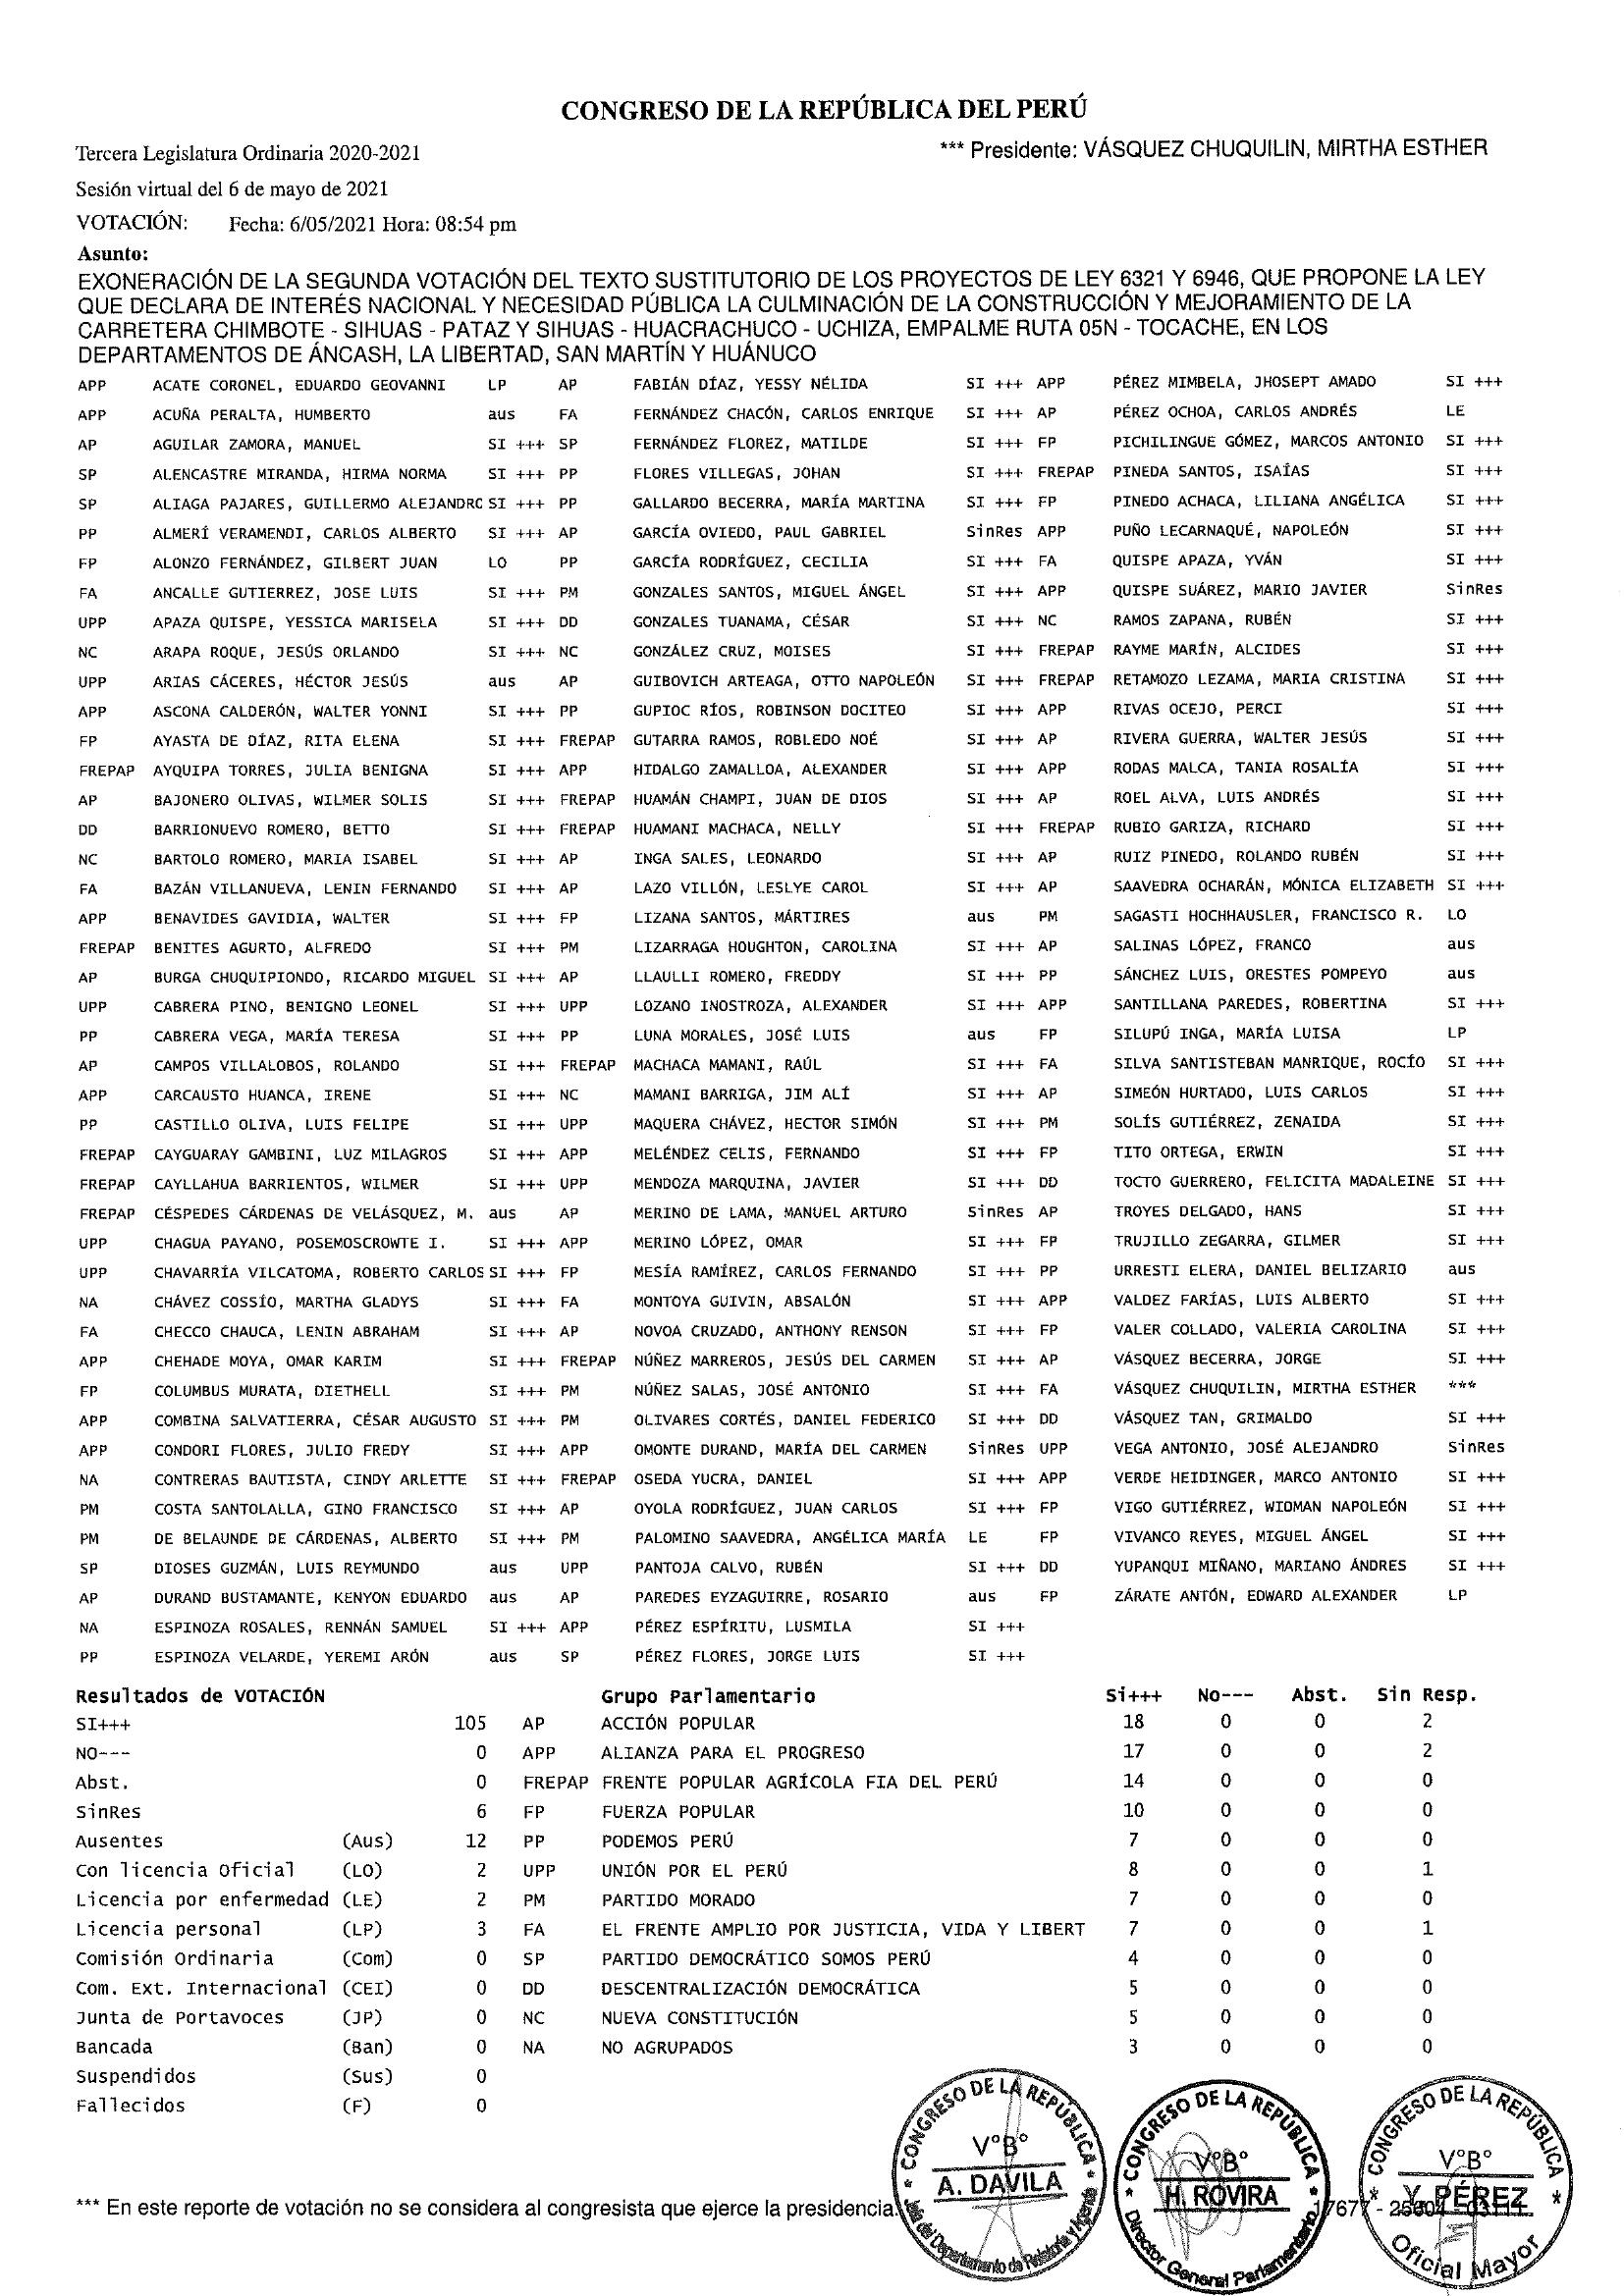 CONGRESO DE LA REPÚBLICA DEL PERÚ
Tercera Legislatura Ordinaria 2020-2021 *** Presidente: VÁSQUEZ CHUQUILIN, MIRTHA ESTHER
Sesión virtual del 6 de mayo de 2021
VOTACIÓN: Fecha: 6/05/2021 Hora: 08:54 pm
Asunto:
EXONERACIÓN DE LA SEGUNDA VOTACIÓN DEL TEXTO SUSTITUTORIO DE LOS PROYECTOS DE LEY 6321 Y 6946, QUE PROPONE LA LEY
QUE DECLARA DE INTERÉS NACIONAL Y NECESIDAD PÚBLICA LA CULMINACIÓN DE LA CONSTRUCCIÓN Y MEJORAMIENTO DE LA
CARRETERA CHIMBOTE - SIHUAS - PATAZ Y SIHUAS - HUACRACHUCO - UCHIZA, EMPALME RUTA 05N - TOCACHE, EN LOS
DEPARTAMENTOS DE ÁNCASH, LA LIBERTAD, SAN MARTÍN Y HUÁNUCO
APP ACATE CORONEL, EDUARDO GEOVANNI LP AP FABIÁN DÍAZ, YESSY NÉLIDA SI +++ APP PÉREZ MIMBELA, JHOSEPT AMADO SI +++
APP ACUÑA PERALTA, HUMBERTO aus FA FERNÁNDEZ CHACÓN, CARLOS ENRIQUE SI +++ AP PÉREZ OCHOA, CARLOS ANDRÉS LE
AP AGUILAR ZAMORA, MANUEL SI +++ SP FERNÁNDEZ FLOREZ, MATILDE SI +++ FP PICHILINGUE GÓMEZ, MARCOS ANTONIO SI +++
SP ALENCASTRE MIRANDA, HIRMA NORMA SI +++ PP FLORES VILLEGAS, JOHAN SI +++ FREPAP PINEDA SANTOS, ISAÍAS SI +++
SP ALIAGA PAJARES, GUILLERMO ALEJANDRO SI +++ PP GALLARDO BECERRA, MARÍA MARTINA SI +++ FP PINEDO ACHACA, LILIANA ANGÉLICA SI +++
PP ALMERÍ VERAMENDI, CARLOS ALBERTO SI +++ AP GARCÍA OVIEDO, PAUL GABRIEL SinRes APP PUÑO LECARNAQUÉ, NAPOLEÓN SI +++
FP ALONZO FERNÁNDEZ, GILBERT JUAN LO PP GARCÍA RODRÍGUEZ, CECILIA SI +++ FA QUISPE APAZA, YVÁN SI +++
FA ANCALLE GUTIERREZ, JOSE LUIS SI +++ PM GONZALES SANTOS, MIGUEL ÁNGEL SI +++ APP QUISPE SUÁREZ, MARIO JAVIER SinRes
UPP APAZA QUISPE, YESSICA MARISELA SI +++ DD GONZALES TUANAMA, CÉSAR SI +++ NC RAMOS ZAPANA, RUBÉN SI +++
NC ARAPA ROQUE, JESÚS ORLANDO SI +++ NC GONZÁLEZ CRUZ, MOISES SI +++ FREPAP RAYME MARÍN, ALCIDES SI +++
UPP ARIAS CÁCERES, HÉCTOR JESÚS aus AP GUIBOVICH ARTEAGA, OTTO NAPOLEÓN SI +++ FREPAP RETAMOZO LEZAMA, MARIA CRISTINA SI +++
APP ASCONA CALDERÓN, WALTER YONNI SI +++ PP GUPIOC RÍOS, ROBINSON DOCITEO SI +++ APP RIVAS OCEJO, PERCI SI +++
FP AYASTA DE DÍAZ, RITA ELENA SI +++ FREPAP GUTARRA RAMOS, ROBLEDO NOÉ SI +++ AP RIVERA GUERRA, WALTER JESÚS SI +++
FREPAP AYQUIPA TORRES, JULIA BENIGNA SI +++ APP HIDALGO ZAMALLOA, ALEXANDER SI +++ APP RODAS MALCA, TANIA ROSALÍA SI +++
AP BAJONERO OLIVAS, WILMER SOLIS SI +++ FREPAP HUAMÁN CHAMPI, JUAN DE DIOS SI +++ AP ROEL ALVA, LUIS ANDRÉS SI +++
DD BARRIONUEVO ROMERO, BETTO SI +++ FREPAP HUAMANI MACHACA, NELLY SI +++ FREPAP RUBIO GARIZA, RICHARD SI +++
NC BARTOLO ROMERO, MARIA ISABEL SI +++ AP INGA SALES, LEONARDO SI +++ AP RUIZ PINEDO, ROLANDO RUBÉN SI +++
FA BAZÁN VILLANUEVA, LENIN FERNANDO SI +++ AP LAZO VILLÓN, LESLYE CAROL SI +++ AP SAAVEDRA OCHARÁN, MÓNICA ELIZABETH SI +++
APP BENAVIDES GAVIDIA, WALTER SI +++ FP LIZANA SANTOS, MÁRTIRES aus PM SAGASTI HOCHHAUSLER, FRANCISCO R. LO
FREPAP BENITES AGURTO, ALFREDO SI +++ PM LIZARRAGA HOUGHTON, CAROLINA SI +++ AP SALINAS LÓPEZ, FRANCO aus
AP BURGA CHUQUIPIONDO, RICARDO MIGUEL SI +++ AP LLAULLI ROMERO, FREDDY SI +++ PP SÁNCHEZ LUIS, ORESTES POMPEYO aus
UPP CABRERA PINO, BENIGNO LEONEL SI +++ UPP LOZANO INOSTROZA, ALEXANDER SI +++ APP SANTILLANA PAREDES, ROBERTINA SI +++
PP CABRERA VEGA, MARÍA TERESA SI +++ PP LUNA MORALES, JOSÉ LUIS aus FP SILUPÚ INGA, MARÍA LUISA LP
AP CAMPOS VILLALOBOS, ROLANDO SI +++ FREPAP MACHACA MAMANI, RAÚL SI +++ FA SILVA SANTISTEBAN MANRIQUE, ROCÍO SI +++
APP CARCAUSTO HUANCA, IRENE SI +++ NC MAMANI BARRIGA, JIM ALÍ SI +++ AP SIMEÓN HURTADO, LUIS CARLOS SI +++
PP CASTILLO OLIVA, LUIS FELIPE SI +++ UPP MAQUERA CHÁVEZ, HECTOR SIMÓN SI +++ PM SOLÍS GUTIÉRREZ, ZENAIDA SI +++
FREPAP CAYGUARAY GAMBINI, LUZ MILAGROS SI +++ APP MELÉNDEZ CELIS, FERNANDO SI +++ FP TITO ORTEGA, ERWIN SI +++
FREPAP CAYLLAHUA BARRIENTOS, WILMER SI +++ UPP MENDOZA MARQUINA, JAVIER SI +++ DD TOCTO GUERRERO, FELICITA MADALEINE SI +++
FREPAP CÉSPEDES CÁRDENAS DE VELÁSQUEZ, M. aus AP MERINO DE LAMA, MANUEL ARTURO SinRes AP TROYES DELGADO, HANS SI +++
UPP CHAGUA PAYANO, POSEMOSCROWTE I. SI +++ APP MERINO LÓPEZ, OMAR SI +++ FP TRUJILLO ZEGARRA, GILMER SI +++
UPP CHAVARRÍA VILCATOMA, ROBERTO CARLOS SI +++ FP MESÍA RAMÍREZ, CARLOS FERNANDO SI +++ PP URRESTI ELERA, DANIEL BELIZARIO aus
NA CHÁVEZ COSSÍO, MARTHA GLADYS SI +++ FA MONTOYA GUIVIN, ABSALÓN SI +++ APP VALDEZ FARÍAS, LUIS ALBERTO SI +++
FA CHECCO CHAUCA, LENIN ABRAHAM SI +++ AP NOVOA CRUZADO, ANTHONY RENSON SI +++ FP VALER COLLADO, VALERIA CAROLINA SI +++
APP CHEHADE MOYA, OMAR KARIM SI +++ FREPAP NÚÑEZ MARREROS, JESÚS DEL CARMEN SI +++ AP VÁSQUEZ BECERRA, JORGE SI +++
FP COLUMBUS MURATA, DIETHELL SI +++ PM NÚÑEZ SALAS, JOSÉ ANTONIO SI +++ FA VÁSQUEZ CHUQUILIN, MIRTHA ESTHER ***
APP COMBINA SALVATIERRA, CÉSAR AUGUSTO SI +++ PM OLIVARES CORTÉS, DANIEL FEDERICO SI +++ DD VÁSQUEZ TAN, GRIMALDO SI +++
APP CONDORI FLORES, JULIO FREDY SI +++ APP OMONTE DURAND, MARÍA DEL CARMEN SinRes UPP VEGA ANTONIO, JOSÉ ALEJANDRO SinRes
NA CONTRERAS BAUTISTA, CINDY ARLETTE SI +++ FREPAP OSEDA YUCRA, DANIEL SI +++ APP VERDE HEIDINGER, MARCO ANTONIO SI +++
PM COSTA SANTOLALLA, GINO FRANCISCO SI +++ AP OYOLA RODRÍGUEZ, JUAN CARLOS SI +++ FP VIGO GUTIÉRREZ, WIDMAN NAPOLEÓN SI +++
PM DE BELAUNDE DE CÁRDENAS, ALBERTO SI +++ PM PALOMINO SAAVEDRA, ANGÉLICA MARÍA LE FP VIVANCO REYES, MIGUEL ÁNGEL SI +++
SP DIOSES GUZMÁN, LUIS REYMUNDO aus UPP PANTOJA CALVO, RUBÉN SI +++ DD YUPANQUI MIÑANO, MARIANO ÁNDRES SI +++
AP DURAND BUSTAMANTE, KENYON EDUARDO aus AP PAREDES EYZAGUIRRE, ROSARIO aus FP ZÁRATE ANTÓN, EDWARD ALEXANDER LP
NA ESPINOZA ROSALES, RENNÁN SAMUEL SI +++ APP PÉREZ ESPÍRITU, LUSMILA SI +++
PP ESPINOZA VELARDE, YEREMI ARÓN aus SP PÉREZ FLORES, JORGE LUIS SI +++
Resultados de VOTACIÓN Grupo Parlamentario Si+++ No--- Abst. Sin Resp.
SI+++ 105 AP ACCIÓN POPULAR 18 0 0 2
NO--- 0 APP ALIANZA PARA EL PROGRESO 17 0 0 2
Abst. 0 FREPAP FRENTE POPULAR AGRÍCOLA FIA DEL PERÚ 14 0 0 0
SinRes 6 FP FUERZA POPULAR 10 0 0 0
Ausentes (Aus) 12 PP PODEMOS PERÚ 7 0 0 0
Con licencia Oficial (LO) 2 UPP UNIÓN POR EL PERÚ 8 0 0 1
Licencia por enfermedad (LE) 2 PM PARTIDO MORADO 7 0 0 0
Licencia personal (LP) 3 FA EL FRENTE AMPLIO POR JUSTICIA, VIDA Y LIBERT 7 0 0 1
Comisión Ordinaria (Com) 0 SP PARTIDO DEMOCRÁTICO SOMOS PERÚ 4 0 0 0
Com. Ext. Internacional (CEI) 0 DD DESCENTRALIZACIÓN DEMOCRÁTICA 5 0 0 0
Junta de Portavoces (JP) 0 NC NUEVA CONSTITUCIÓN 5 0 0 0
Bancada (Ban) 0 NA NO AGRUPADOS 3 0 0 0
Suspendidos (Sus) 0
Fallecidos (F) 0
*** En este reporte de votación no se considera al congresista que ejerce la presidencia.
CONGRESO DE LA REPÚBLICA
V°B°
A. DAVILA
Jefa del Departamento de Relatoría y Agenda
CONGRESO DE LA REPÚBLICA
V°B°
H. ROVIRA
Director General Parlamentario
CONGRESO DE LA REPÚBLICA
V°B°
Y. PÉREZ
Oficial Mayor